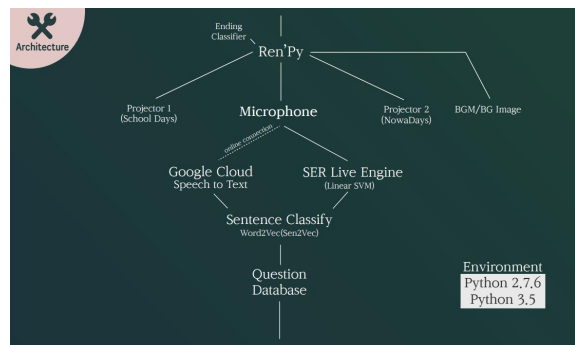 Architecture
Ending
Classifier
Ren'Py
Projector 1
(School Days)
Microphone
Projector 2
(NowaDays)
BGM/BG Image
online connection
Google Cloud
Speech to Text
SER Live Engine
(Linear SVM)
Sentence Classify
Word2Vec(Sen2Vec)
Question
Database
Environment
Python 2.7.6
Python 3.5